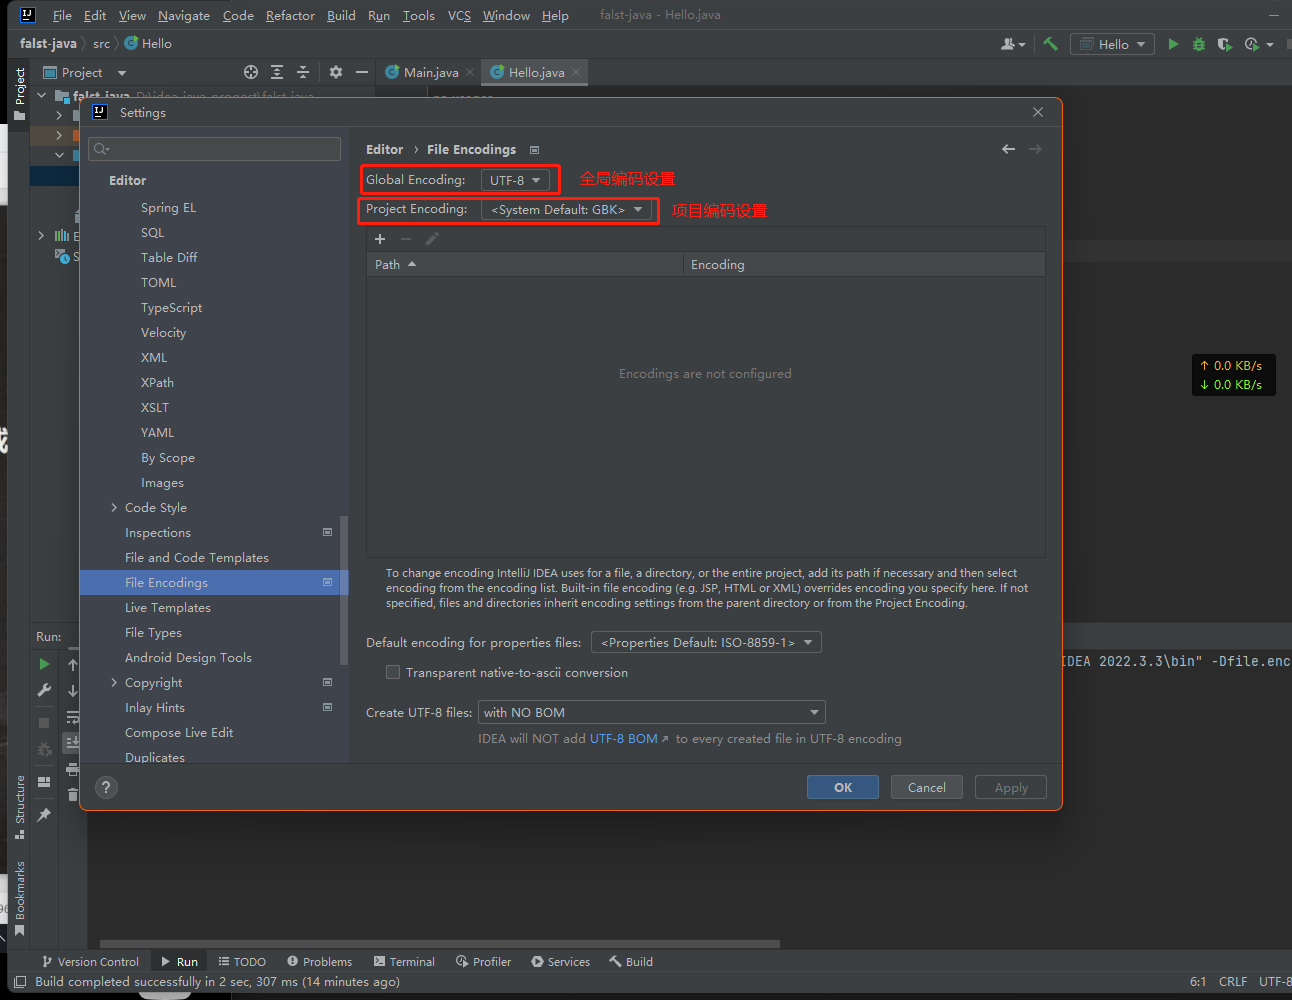 File Edit View Navigate Code Refactor Build Run Tools VCS Window Help falst-java - Hello.java
falst-java src Hello
Hello
Project
Project
Main.java
Hello.java
falst-java
Settings
Editor › File Encodings
Global Encoding: UTF-8
全局编码设置
Project Encoding: <System Default: GBK>
项目编码设置
Path
Encoding
Encodings are not configured
To change encoding IntelliJ IDEA uses for a file, a directory, or the entire project, add its path if necessary and then select
encoding from the encoding list. Built-in file encoding (e.g. JSP, HTML or XML) overrides encoding you specify here. If not
specified, files and directories inherit encoding settings from the parent directory or from the Project Encoding.
Default encoding for properties files: <Properties Default: ISO-8859-1>
Transparent native-to-ascii conversion
Create UTF-8 files: with NO BOM
IDEA will NOT add UTF-8 BOM ↗ to every created file in UTF-8 encoding
Editor
Spring EL
SQL
Table Diff
TOML
TypeScript
Velocity
XML
XPath
XSLT
YAML
By Scope
Images
Code Style
Inspections
File and Code Templates
File Encodings
Live Templates
File Types
Android Design Tools
Copyright
Inlay Hints
Compose Live Edit
Duplicates
?
OK
Cancel
Apply
↑ 0.0 KB/s
↓ 0.0 KB/s
Run:
IDEA 2022.3.3\bin" -Dfile.enc
Structure
Bookmarks
Version Control
Run
TODO
Problems
Terminal
Profiler
Services
Build
Build completed successfully in 2 sec, 307 ms (14 minutes ago)
6:1 CRLF UTF-8